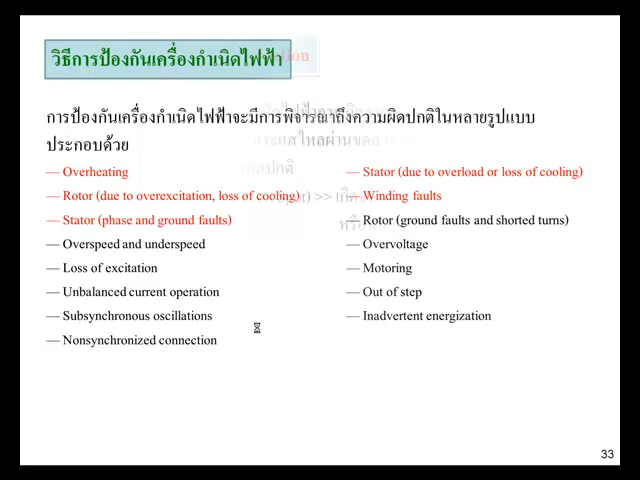 วิธีการป้องกันเครื่องกำเนิดไฟฟ้า
การป้องกันเครื่องกำเนิดไฟฟ้าจะมีการพิจารณาถึงความผิดปกติในหลายรูปแบบ
ประกอบด้วย
— Overheating
— Stator (due to overload or loss of cooling)
— Rotor (due to overexcitation, loss of cooling)
— Winding faults
— Stator (phase and ground faults)
— Rotor (ground faults and shorted turns)
— Overspeed and underspeed
— Overvoltage
— Loss of excitation
— Motoring
— Unbalanced current operation
— Out of step
— Subsynchronous oscillations
— Inadvertent energization
— Nonsynchronized connection
33